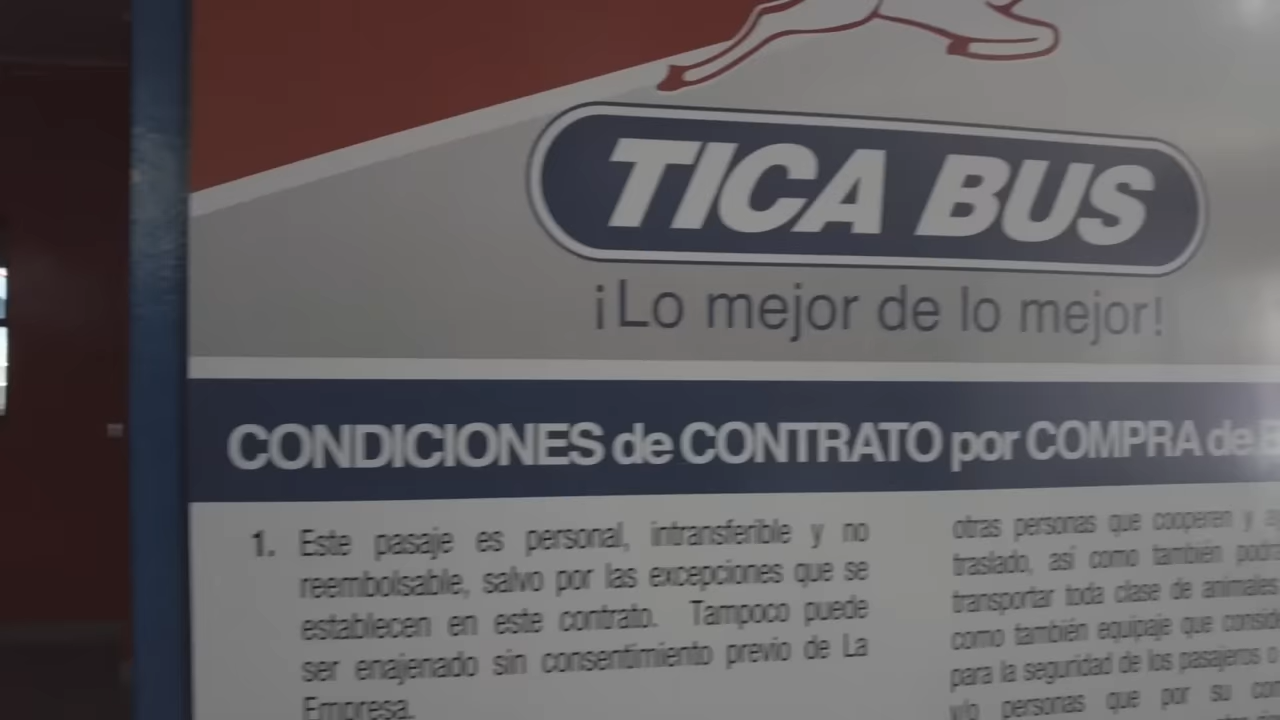 TICA BUS
¡Lo mejor de lo mejor!
CONDICIONES de CONTRATO por COMPRA de
1. Este pasaje es personal, intransferible y no
reembolsable, salvo por las excepciones que se
establecen en este contrato. Tampoco puede
ser enajenado sin consentimiento previo de La
Empresa.
otras personas que cooperen y
traslado, así como también
transportar toda clase de animales
como también equipaje que
para la seguridad de los pasajeros o
y/o personas que por su